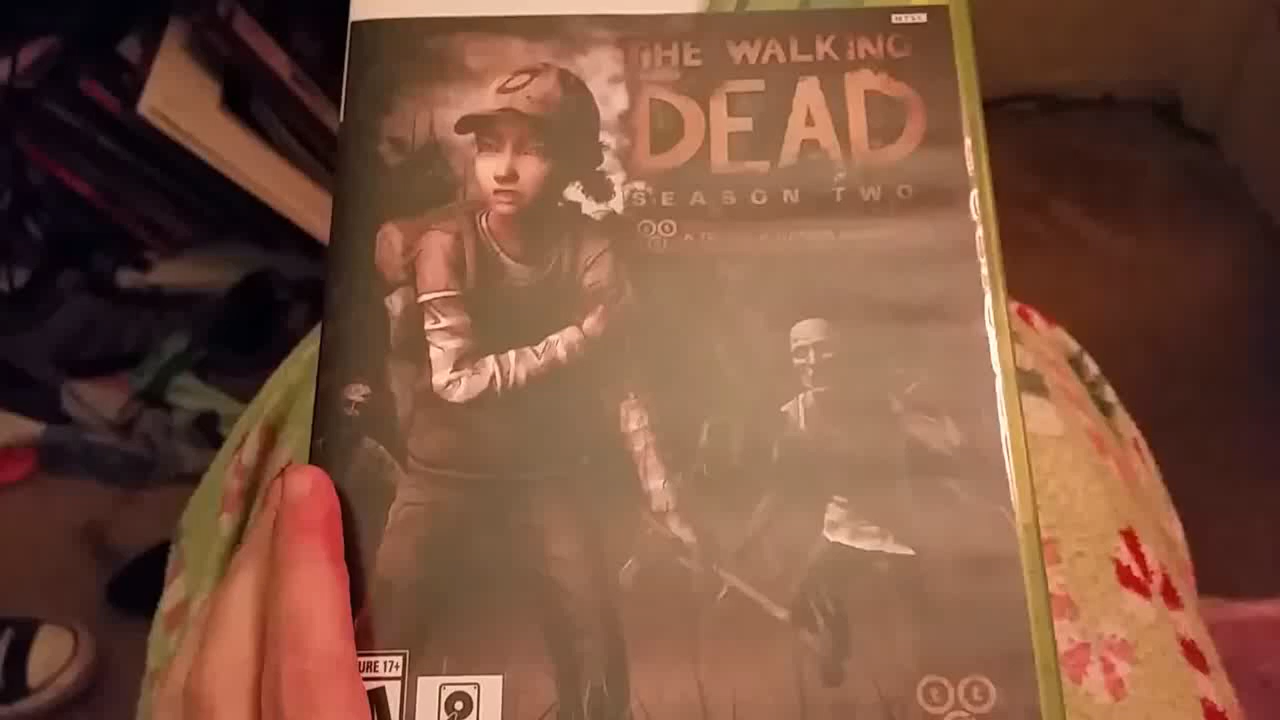 NTSC
THE WALKING
DEAD
SEASON TWO
URE 17+